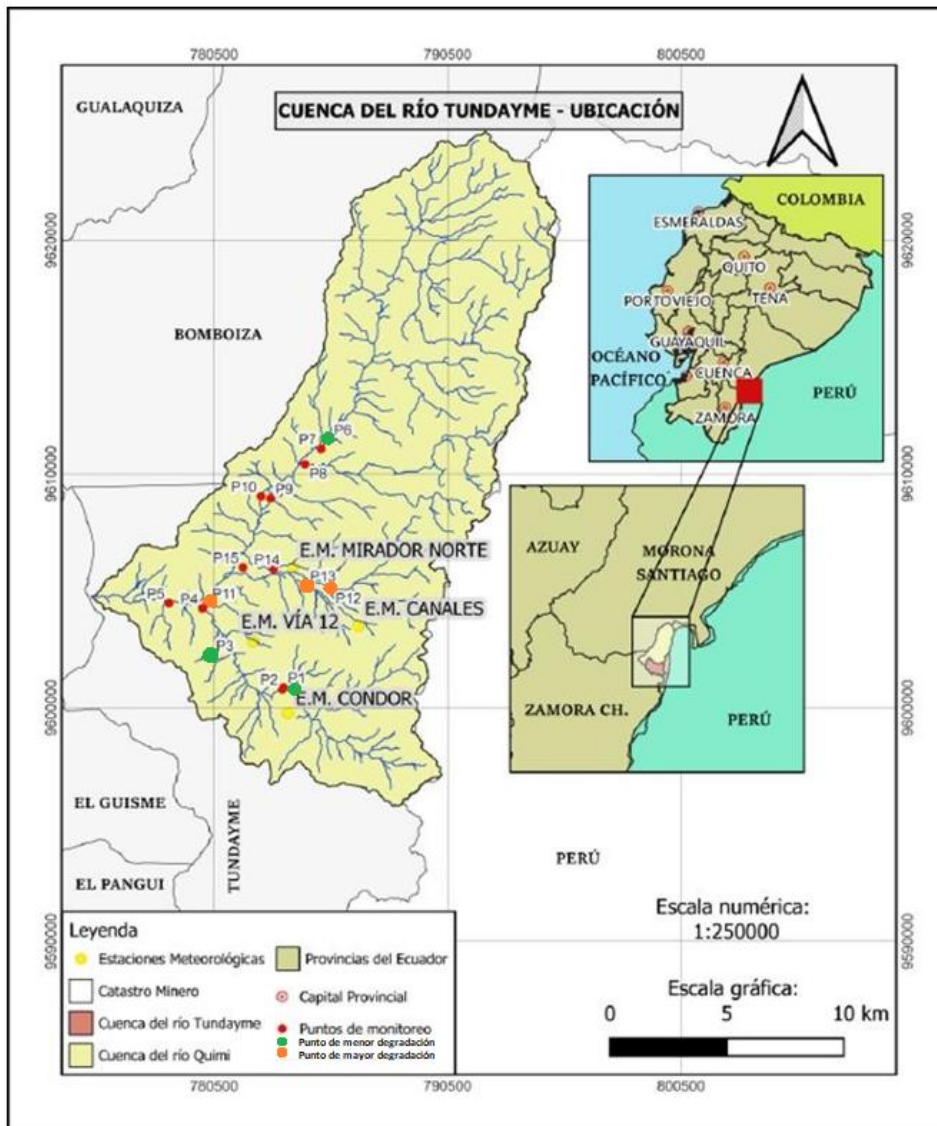 780500
790500
800500
GUALAQUIZA
CUENCA DEL RÍO TUNDAYME - UBICACIÓN
COLOMBIA
ESMERALDAS
9620000
9620000
QUITO
TENA
PORTOVIEJO
BOMBOIZA
GUAYAQUIL
OCÉANO
PACÍFICO
CUENCA
PERÚ
ZAMORA
P6
P7
P8
9610000
9610000
P10
P9
AZUAY
MORONA
SANTIAGO
E.M. MIRADOR NORTE
P15
P14
P13
P12
P5
P4
P11
E.M. CANALES
E.M. VÍA 12
P3
P2
P1
E.M. CONDOR
ZAMORA CH.
PERÚ
9600000
9600000
EL GUISME
TUNDAYME
EL PANGUI
PERÚ
Escala numérica:
1:250000
Leyenda
Estaciones Meteorológicas
Catastro Minero
Cuenca del río Tundayme
Cuenca del río Quimi
Provincias del Ecuador
Capital Provincial
Puntos de monitoreo
Punto de menor degradación
Punto de mayor degradación
9590000
9590000
Escala gráfica:
0 5 10 km
780500
790500
800500